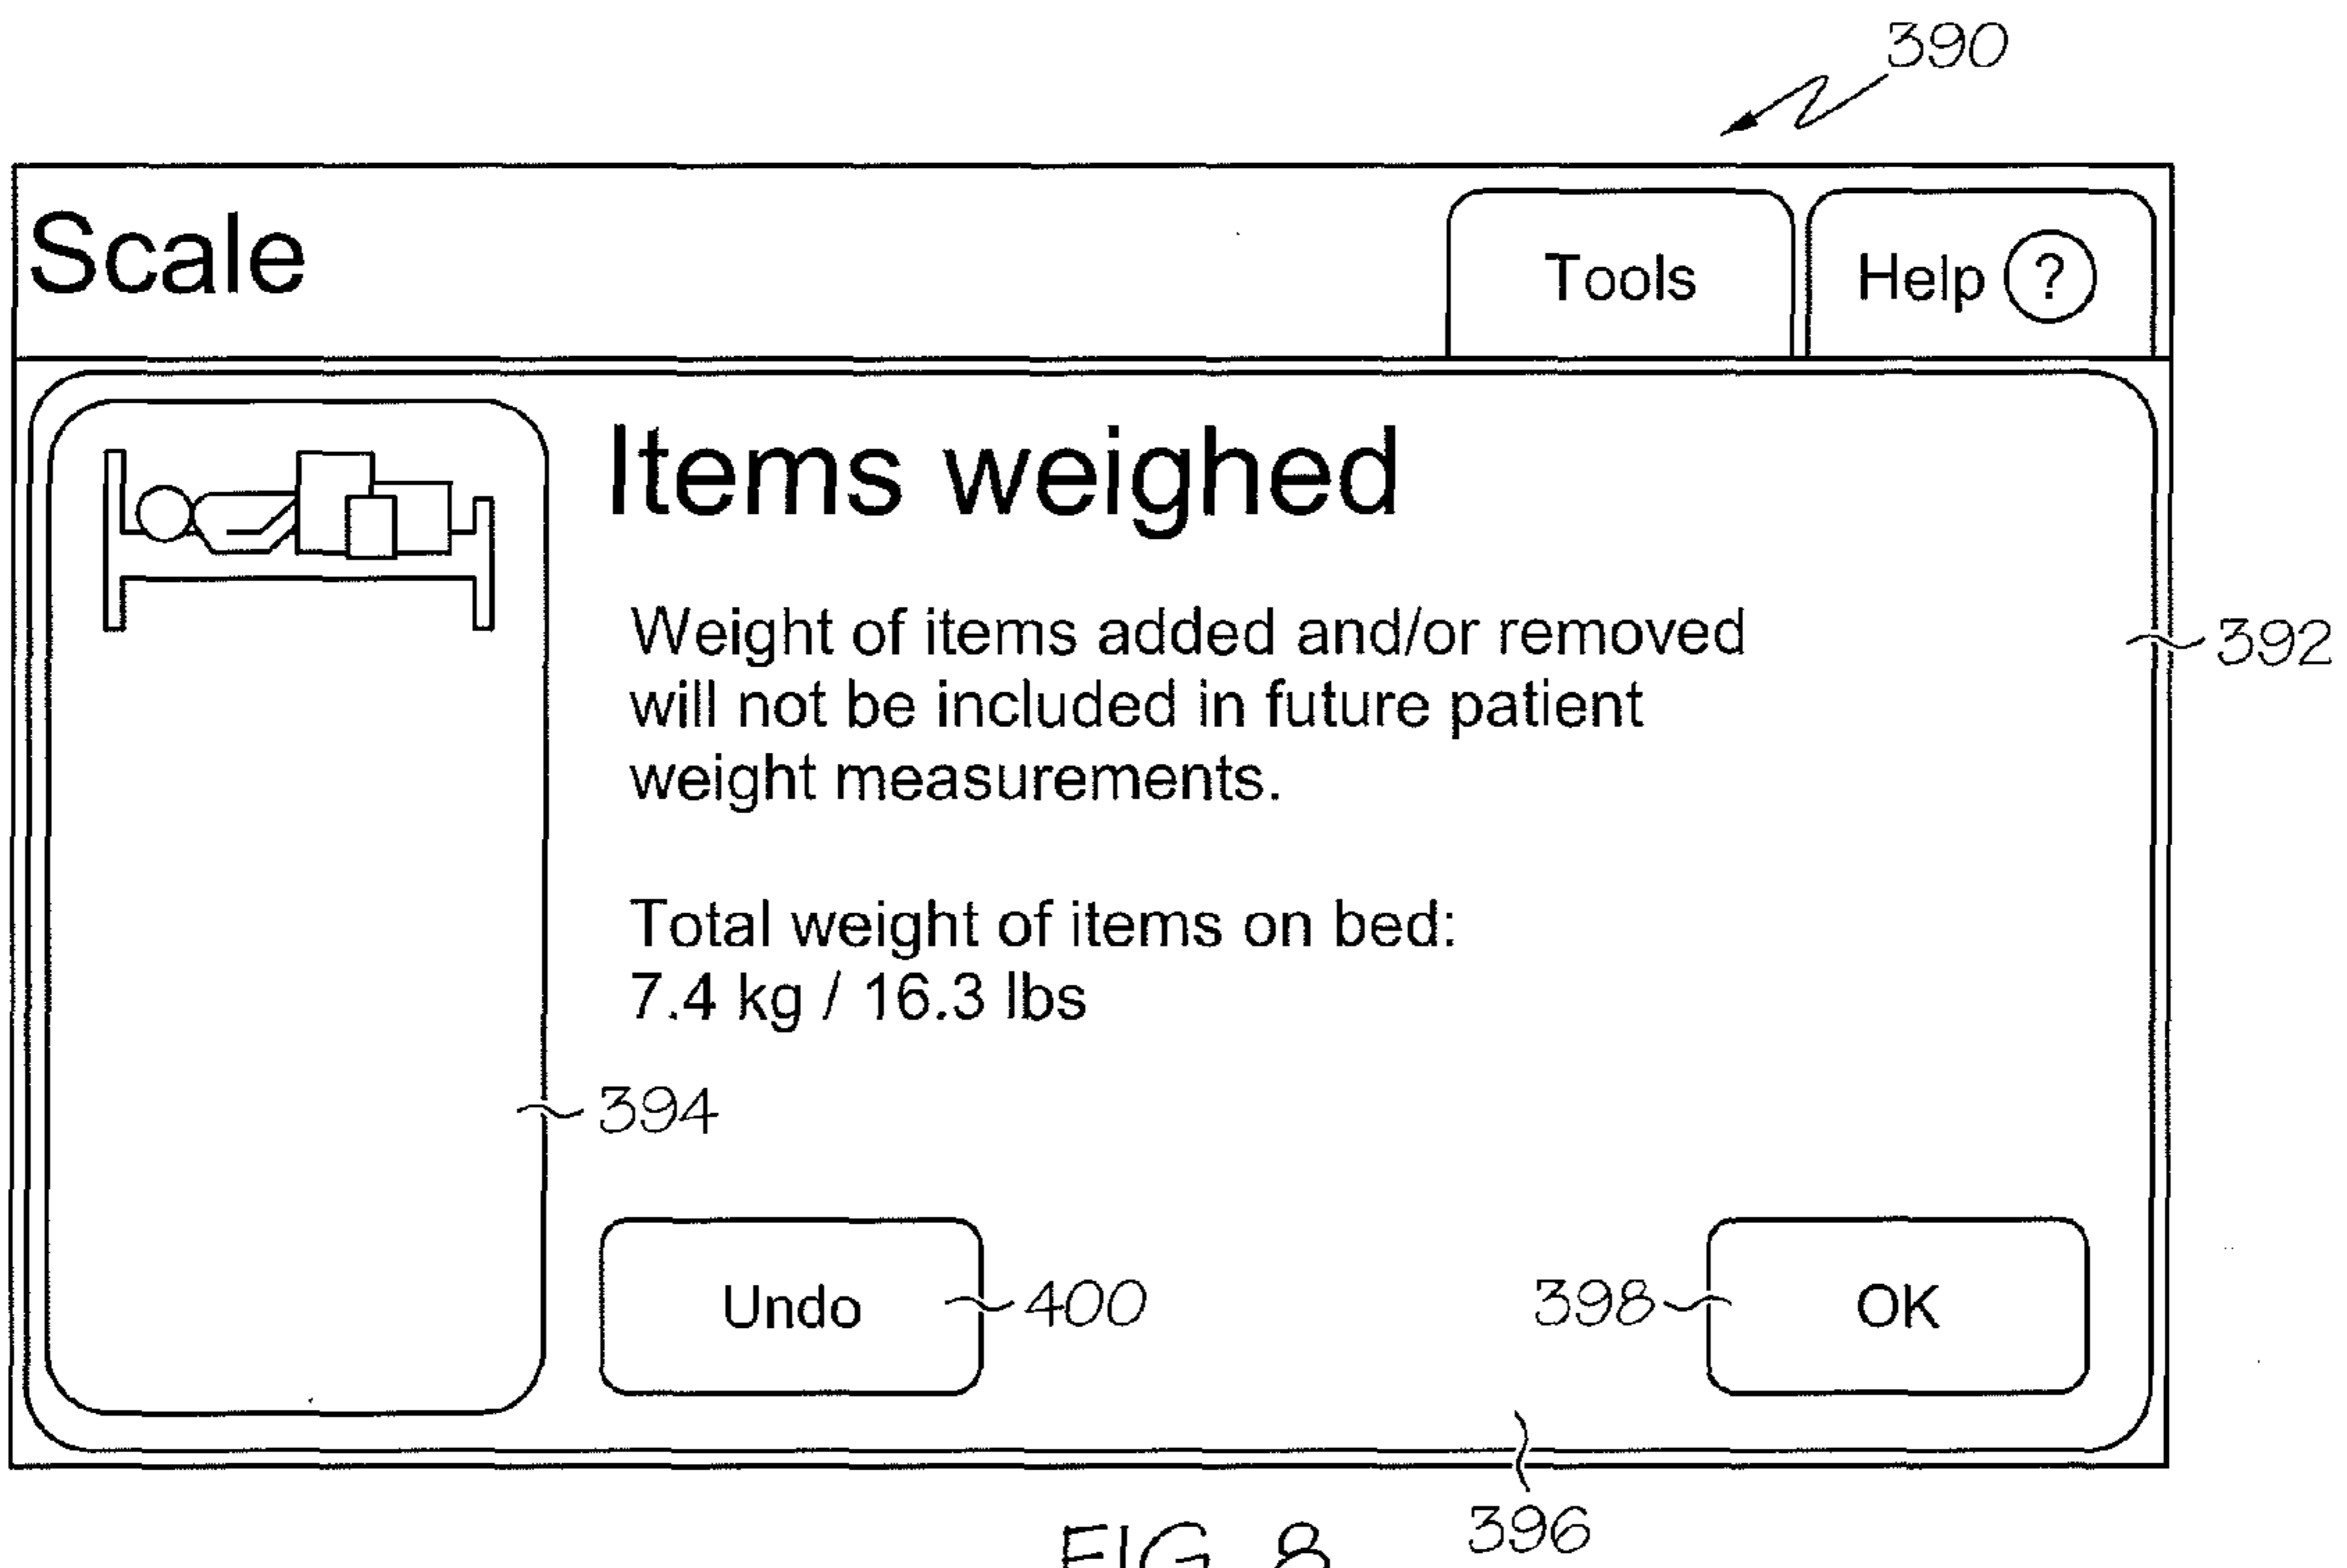 390
Scale
Tools
Help ?
Items weighed
Weight of items added and/or removed
will not be included in future patient
weight measurements.
392
Total weight of items on bed:
7.4 kg / 16.3 lbs
394
Undo
400
398
OK
396
FIG. 8